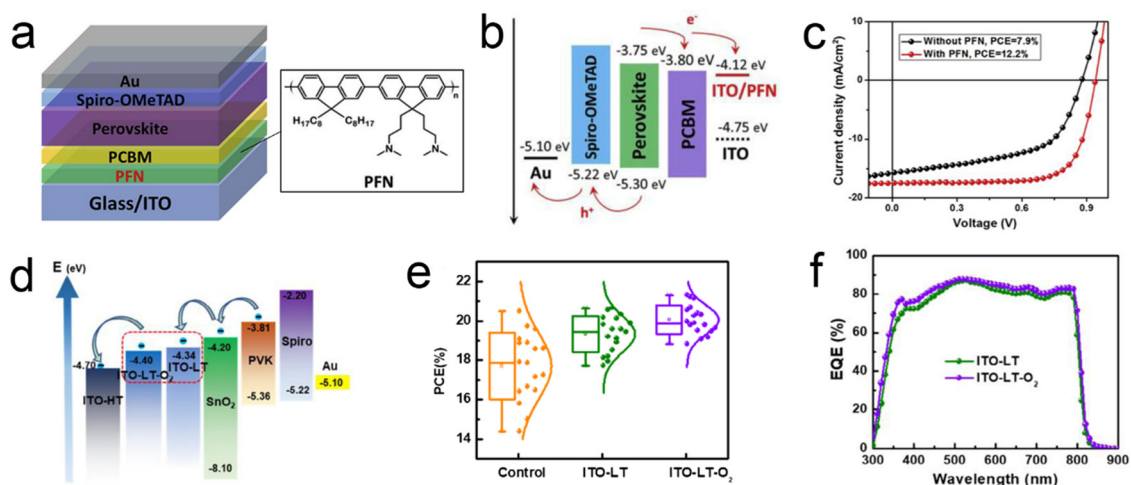 a
Au
Spiro-OMeTAD
Perovskite
PCBM
PFN
Glass/ITO
H17C8
C8H17
N
N
n
PFN
b
e-
-3.75 eV
-3.80 eV
-4.12 eV
ITO/PFN
Spiro-OMeTAD
Perovskite
PCBM
-4.75 eV
ITO
-5.10 eV
Au
-5.22 eV
-5.30 eV
h+
c
Without PFN, PCE=7.9%
With PFN, PCE=12.2%
Current density (mA/cm²)
10
0
-10
-20
0.0
0.3
0.6
0.9
Voltage (V)
d
E (eV)
-2.20
Spiro
-3.81
PVK
-4.20
-4.34
ITO-LT
-4.40
ITO-LT-O₂
-4.70
ITO-HT
SnO₂
Au
-5.10
-5.22
-5.36
-8.10
e
PCE(%)
22
20
18
16
14
Control
ITO-LT
ITO-LT-O₂
f
EQE (%)
100
80
60
40
20
0
ITO-LT
ITO-LT-O₂
300
400
500
600
700
800
900
Wavelength (nm)